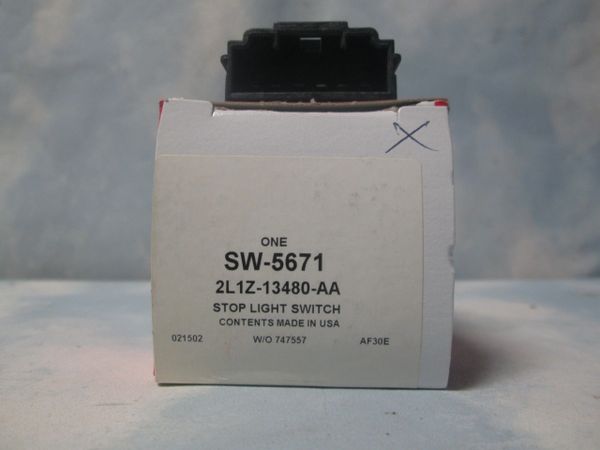 ONE
SW-5671
2L1Z-13480-AA
STOP LIGHT SWITCH
CONTENTS MADE IN USA
021502 W/O 747557 AF30E